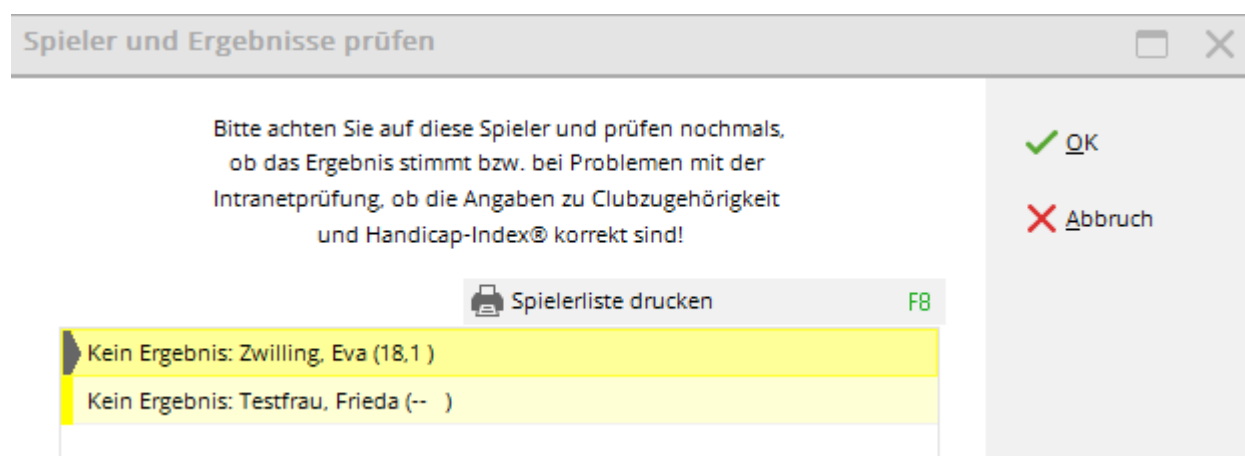 Spieler und Ergebnisse prüfen
Bitte achten Sie auf diese Spieler und prüfen nochmals,
ob das Ergebnis stimmt bzw. bei Problemen mit der
Intranetprüfung, ob die Angaben zu Clubzugehörigkeit
und Handicap-Index® korrekt sind!
OK
Abbruch
Spielerliste drucken F8
Kein Ergebnis: Zwilling, Eva (18,1 )
Kein Ergebnis: Testfrau, Frieda (-- )